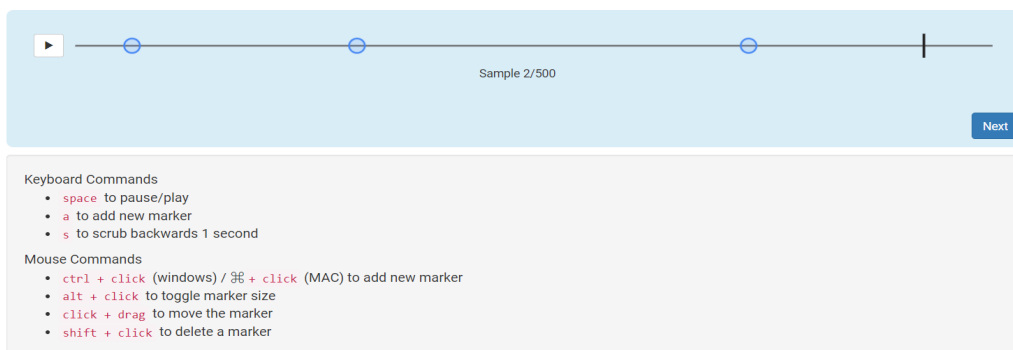 Sample 2/500
Next
Keyboard Commands
• space to pause/play
• a to add new marker
• s to scrub backwards 1 second
Mouse Commands
• ctrl + click (windows) / ⌘ + click (MAC) to add new marker
• alt + click to toggle marker size
• click + drag to move the marker
• shift + click to delete a marker